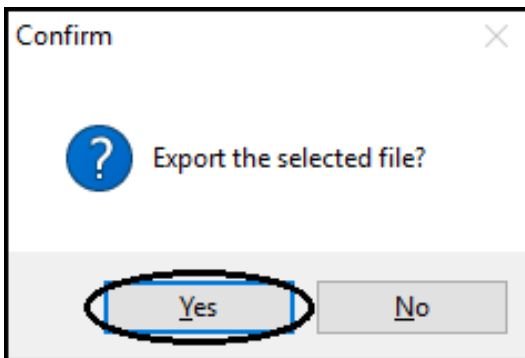 Confirm
Export the selected file?
Yes No